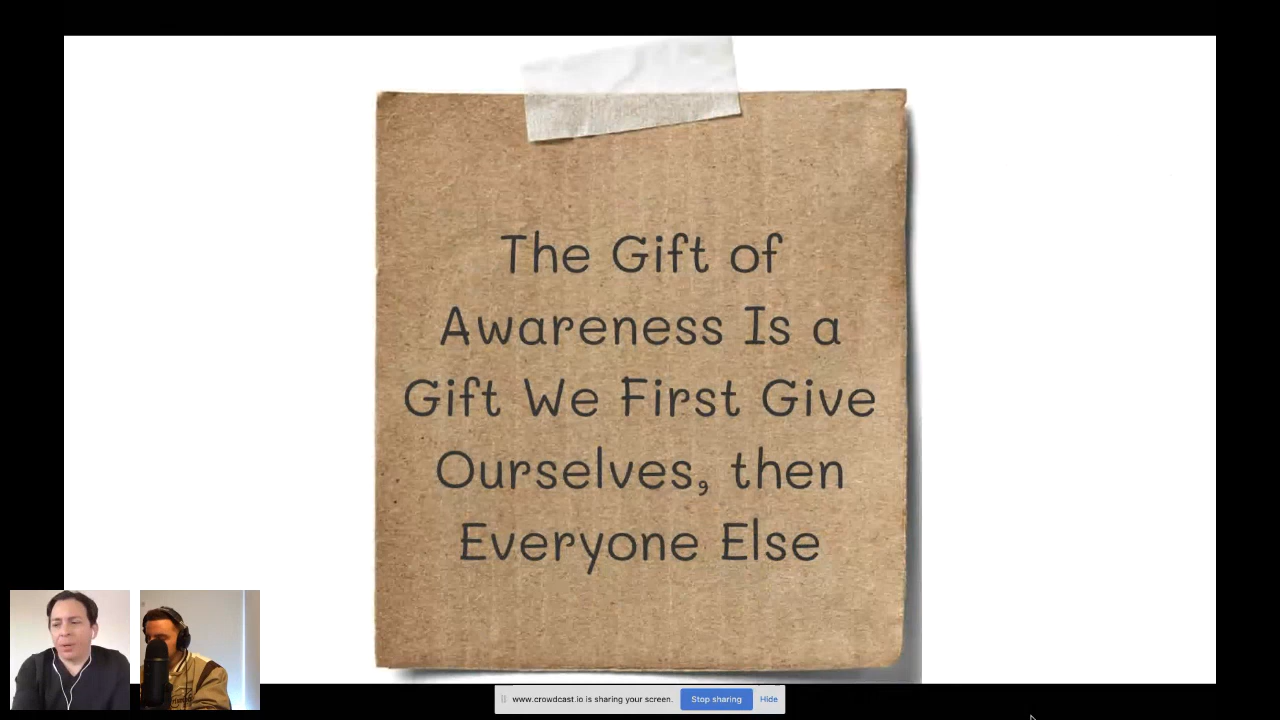 The Gift of
Awareness Is a
Gift We First Give
Ourselves, then
Everyone Else
www.crowdcast.io is sharing your screen. Stop sharing Hide